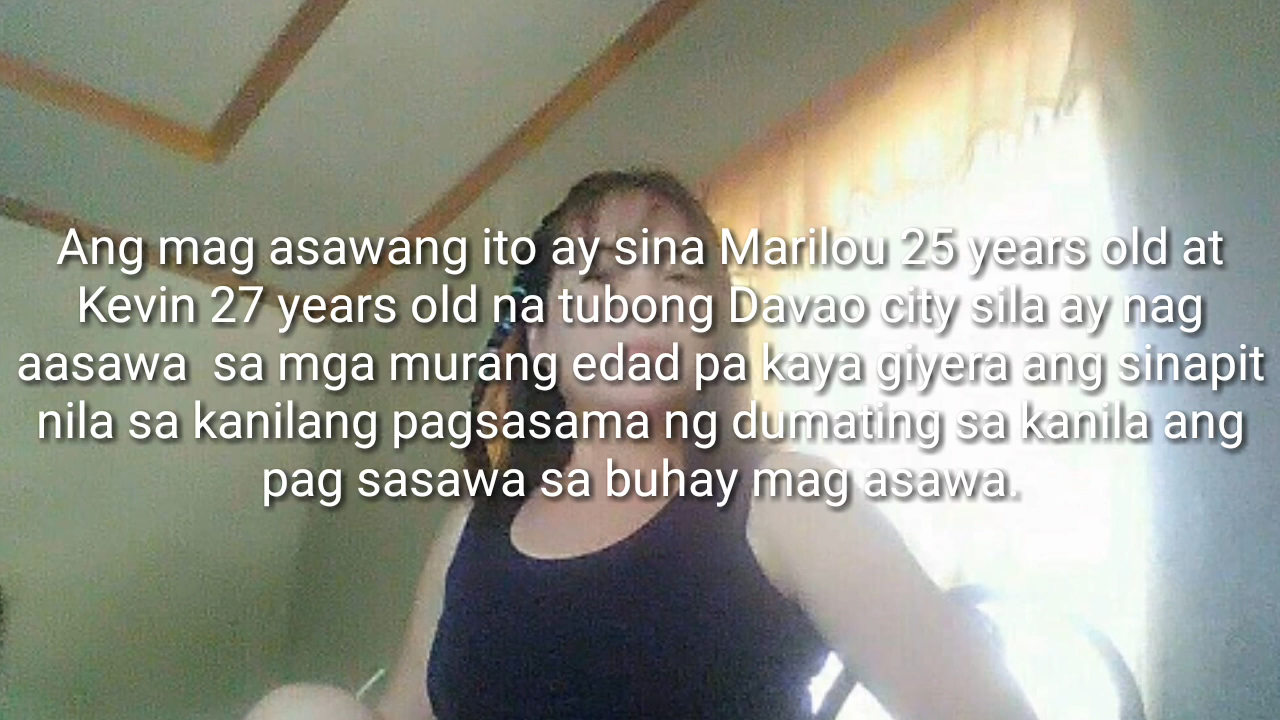 Ang mag asawang ito ay sina Marilou 25 years old at
Kevin 27 years old na tubong Davao city sila ay nag
aasawa  sa mga murang edad pa kaya giyera ang sinapit
nila sa kanilang pagsasama ng dumating sa kanila ang
pag sasawa sa buhay mag asawa.